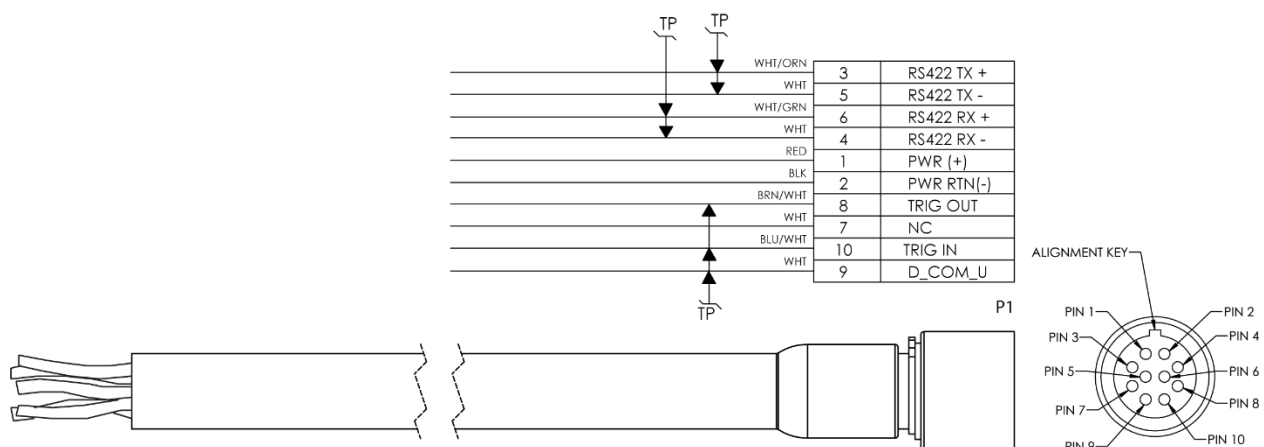 TP
TP
WHT/ORN 3 RS422 TX +
WHT 5 RS422 TX -
WHT/GRN 6 RS422 RX +
WHT 4 RS422 RX -
RED 1 PWR (+)
BLK 2 PWR RTN(-)
BRN/WHT 8 TRIG OUT
WHT 7 NC
BLU/WHT 10 TRIG IN
WHT 9 D_COM_U
TP
P1
ALIGNMENT KEY
PIN 1
PIN 2
PIN 3
PIN 4
PIN 5
PIN 6
PIN 7
PIN 8
PIN 9
PIN 10